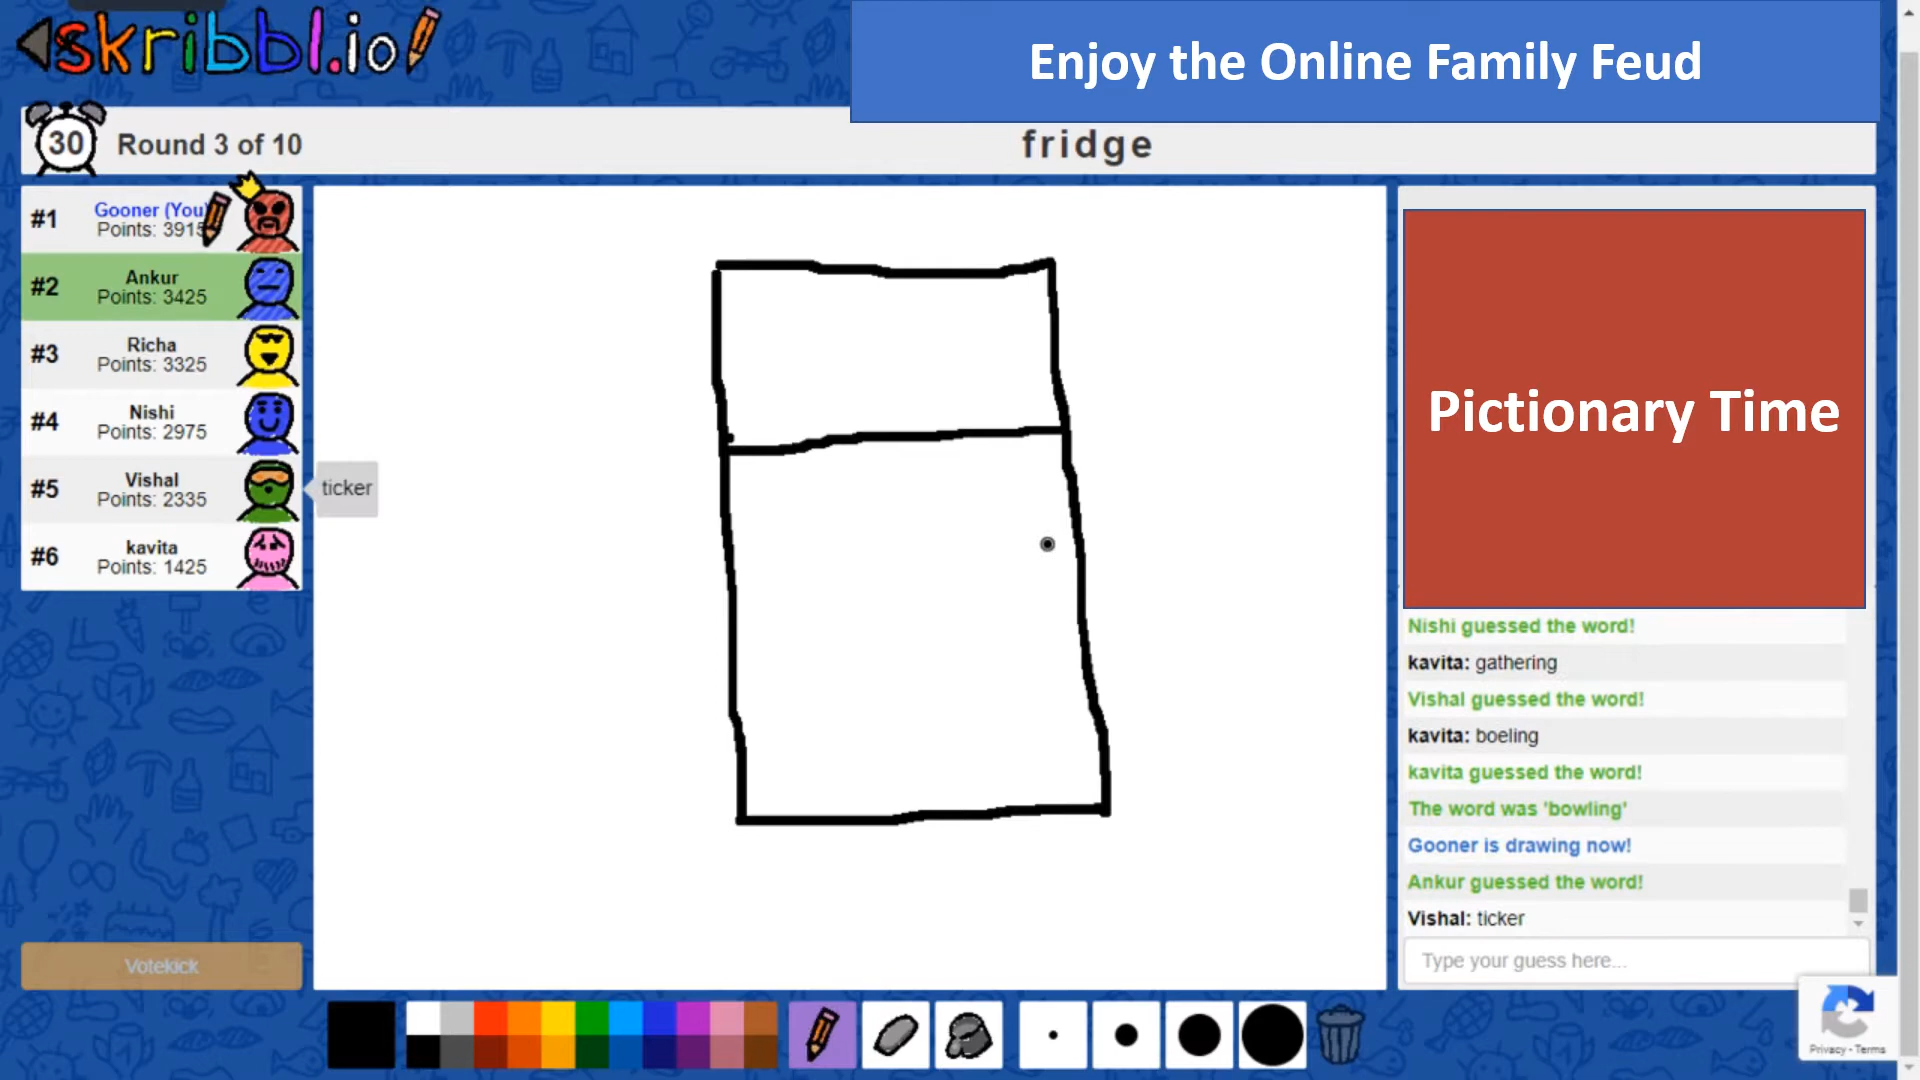 skribbl.io
Enjoy the Online Family Feud
30
Round 3 of 10
fridge
#1
Gooner (You)
Points: 3915
#2
Ankur
Points: 3425
#3
Richa
Points: 3325
#4
Nishi
Points: 2975
#5
Vishal
Points: 2335
ticker
#6
kavita
Points: 1425
Votekick
Pictionary Time
Nishi guessed the word!
kavita: gathering
Vishal guessed the word!
kavita: boeling
kavita guessed the word!
The word was 'bowling'
Gooner is drawing now!
Ankur guessed the word!
Vishal: ticker
Type your guess here...
Privacy - Terms